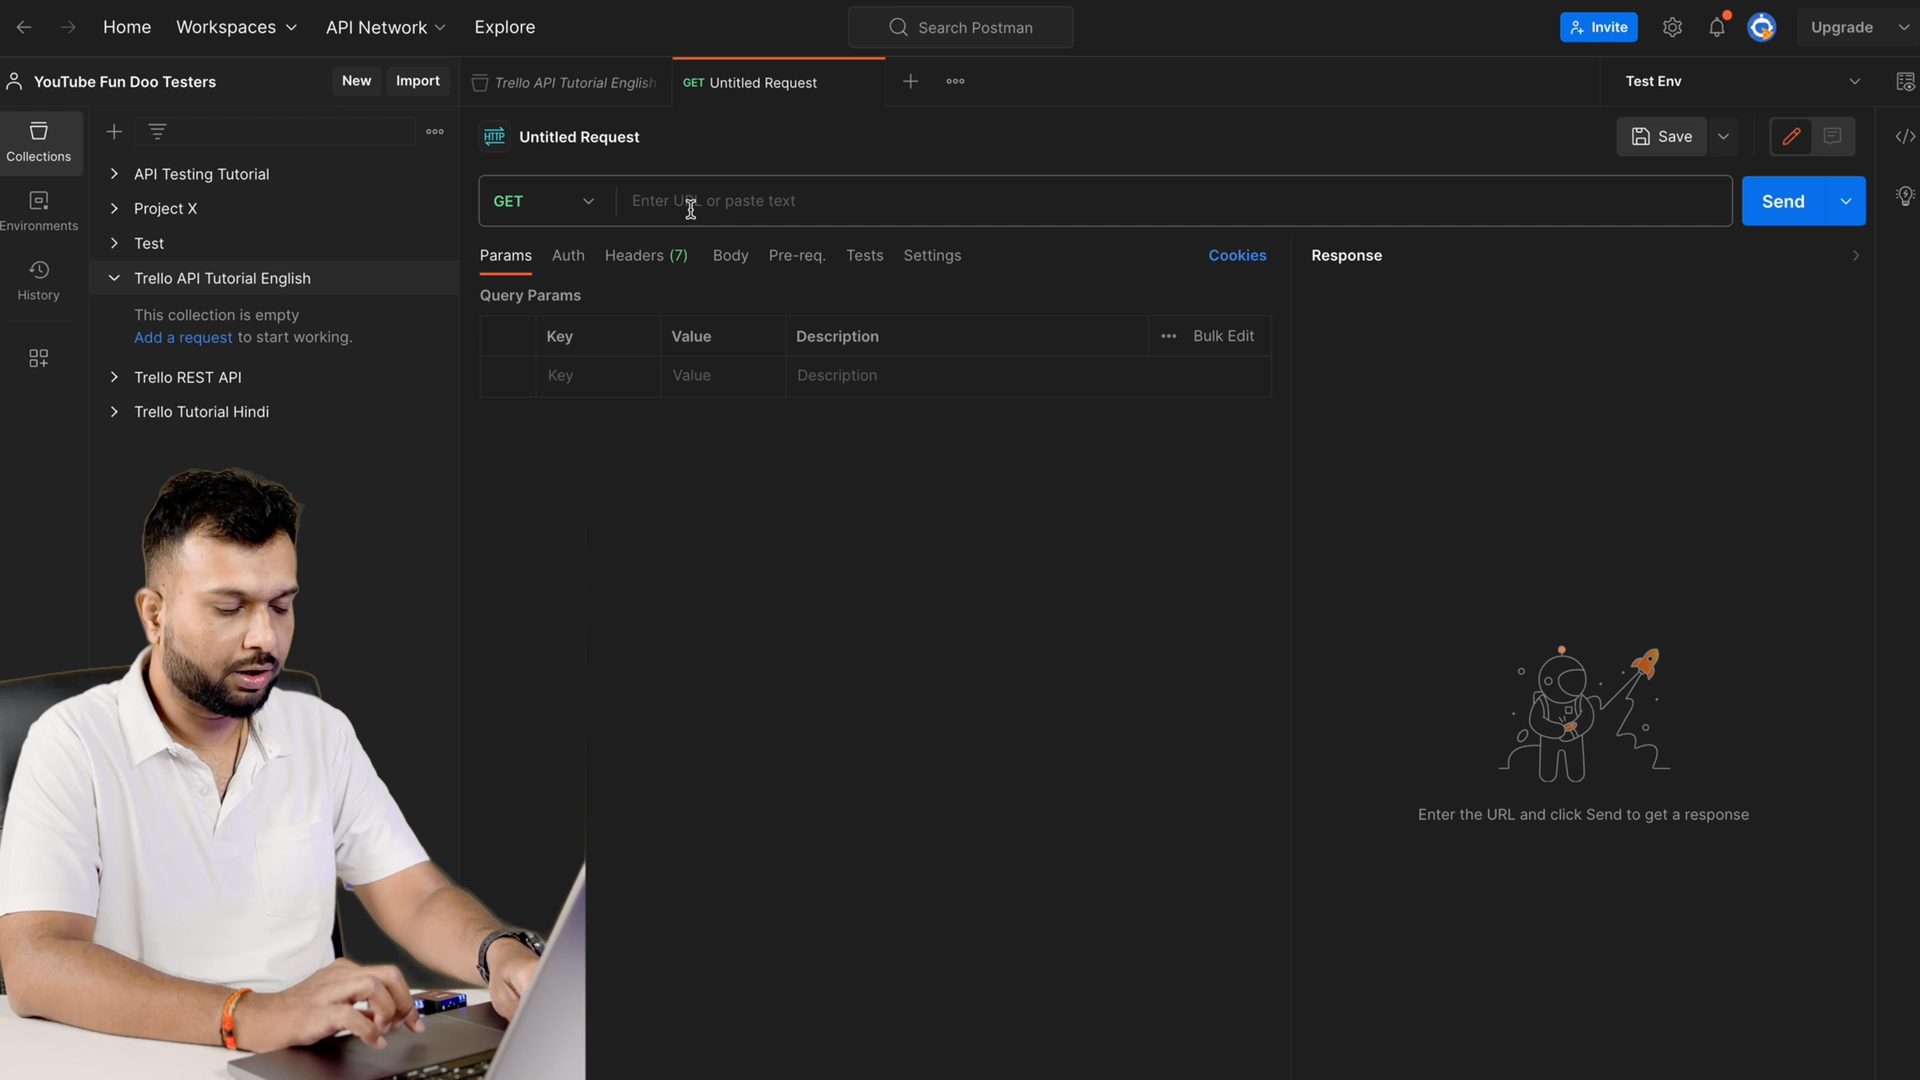 Home Workspaces API Network Explore
Search Postman
Invite
Upgrade
YouTube Fun Doo Testers
New
Import
Trello API Tutorial English
GET Untitled Request
Test Env
Collections
Environments
History
API Testing Tutorial
Project X
Test
Trello API Tutorial English
This collection is empty
Add a request to start working.
Trello REST API
Trello Tutorial Hindi
HTTP Untitled Request
Save
GET
Enter URL or paste text
Send
Params Auth Headers (7) Body Pre-req. Tests Settings
Cookies
Query Params
Key Value Description
Bulk Edit
Key Value Description
Response
Enter the URL and click Send to get a response